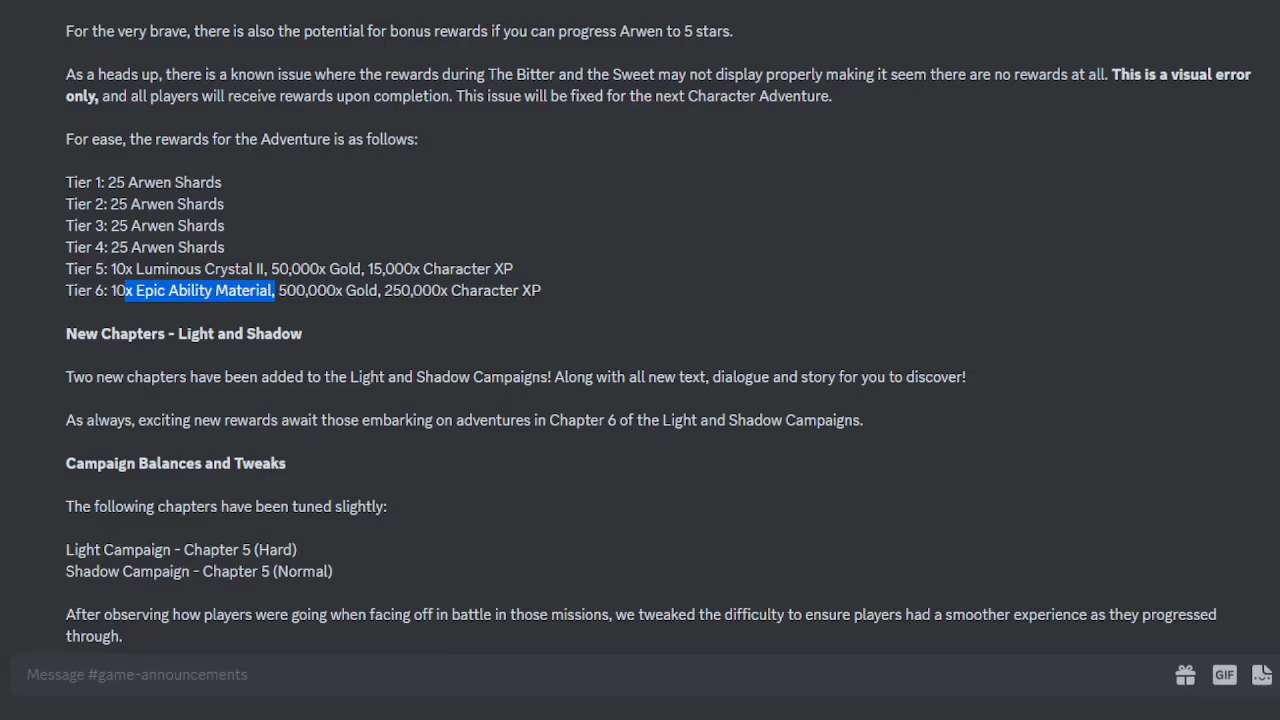 For the very brave, there is also the potential for bonus rewards if you can progress Arwen to 5 stars.
As a heads up, there is a known issue where the rewards during The Bitter and the Sweet may not display properly making it seem there are no rewards at all. This is a visual error
only, and all players will receive rewards upon completion. This issue will be fixed for the next Character Adventure.
For ease, the rewards for the Adventure is as follows:
Tier 1: 25 Arwen Shards
Tier 2: 25 Arwen Shards
Tier 3: 25 Arwen Shards
Tier 4: 25 Arwen Shards
Tier 5: 10x Luminous Crystal II, 50,000x Gold, 15,000x Character XP
Tier 6: 10x Epic Ability Material, 500,000x Gold, 250,000x Character XP
New Chapters - Light and Shadow
Two new chapters have been added to the Light and Shadow Campaigns! Along with all new text, dialogue and story for you to discover!
As always, exciting new rewards await those embarking on adventures in Chapter 6 of the Light and Shadow Campaigns.
Campaign Balances and Tweaks
The following chapters have been tuned slightly:
Light Campaign - Chapter 5 (Hard)
Shadow Campaign - Chapter 5 (Normal)
After observing how players were going when facing off in battle in those missions, we tweaked the difficulty to ensure players had a smoother experience as they progressed
through.
Message #game-announcements
GIF